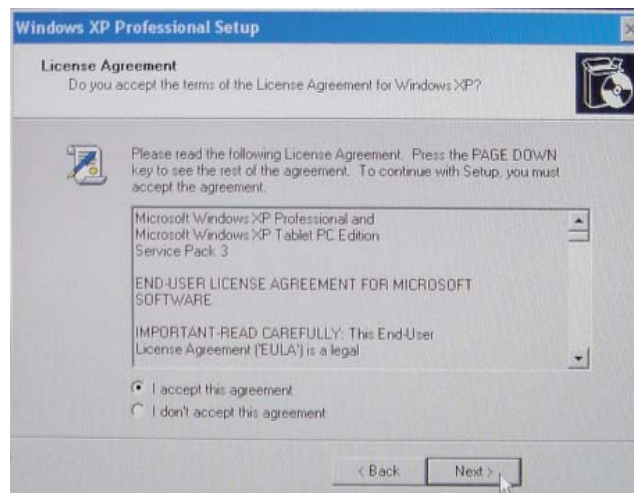 Windows XP Professional Setup
License Agreement
Do you accept the terms of the License Agreement for Windows XP?
Please read the following License Agreement. Press the PAGE DOWN
key to see the rest of the agreement. To continue with Setup, you must
accept the agreement.
Microsoft Windows XP Professional and
Microsoft Windows XP Tablet PC Edition
Service Pack 3
END-USER LICENSE AGREEMENT FOR MICROSOFT
SOFTWARE
IMPORTANT-READ CAREFULLY: This End-User
License Agreement ('EULA') is a legal
I accept this agreement
I don't accept this agreement
< Back
Next >